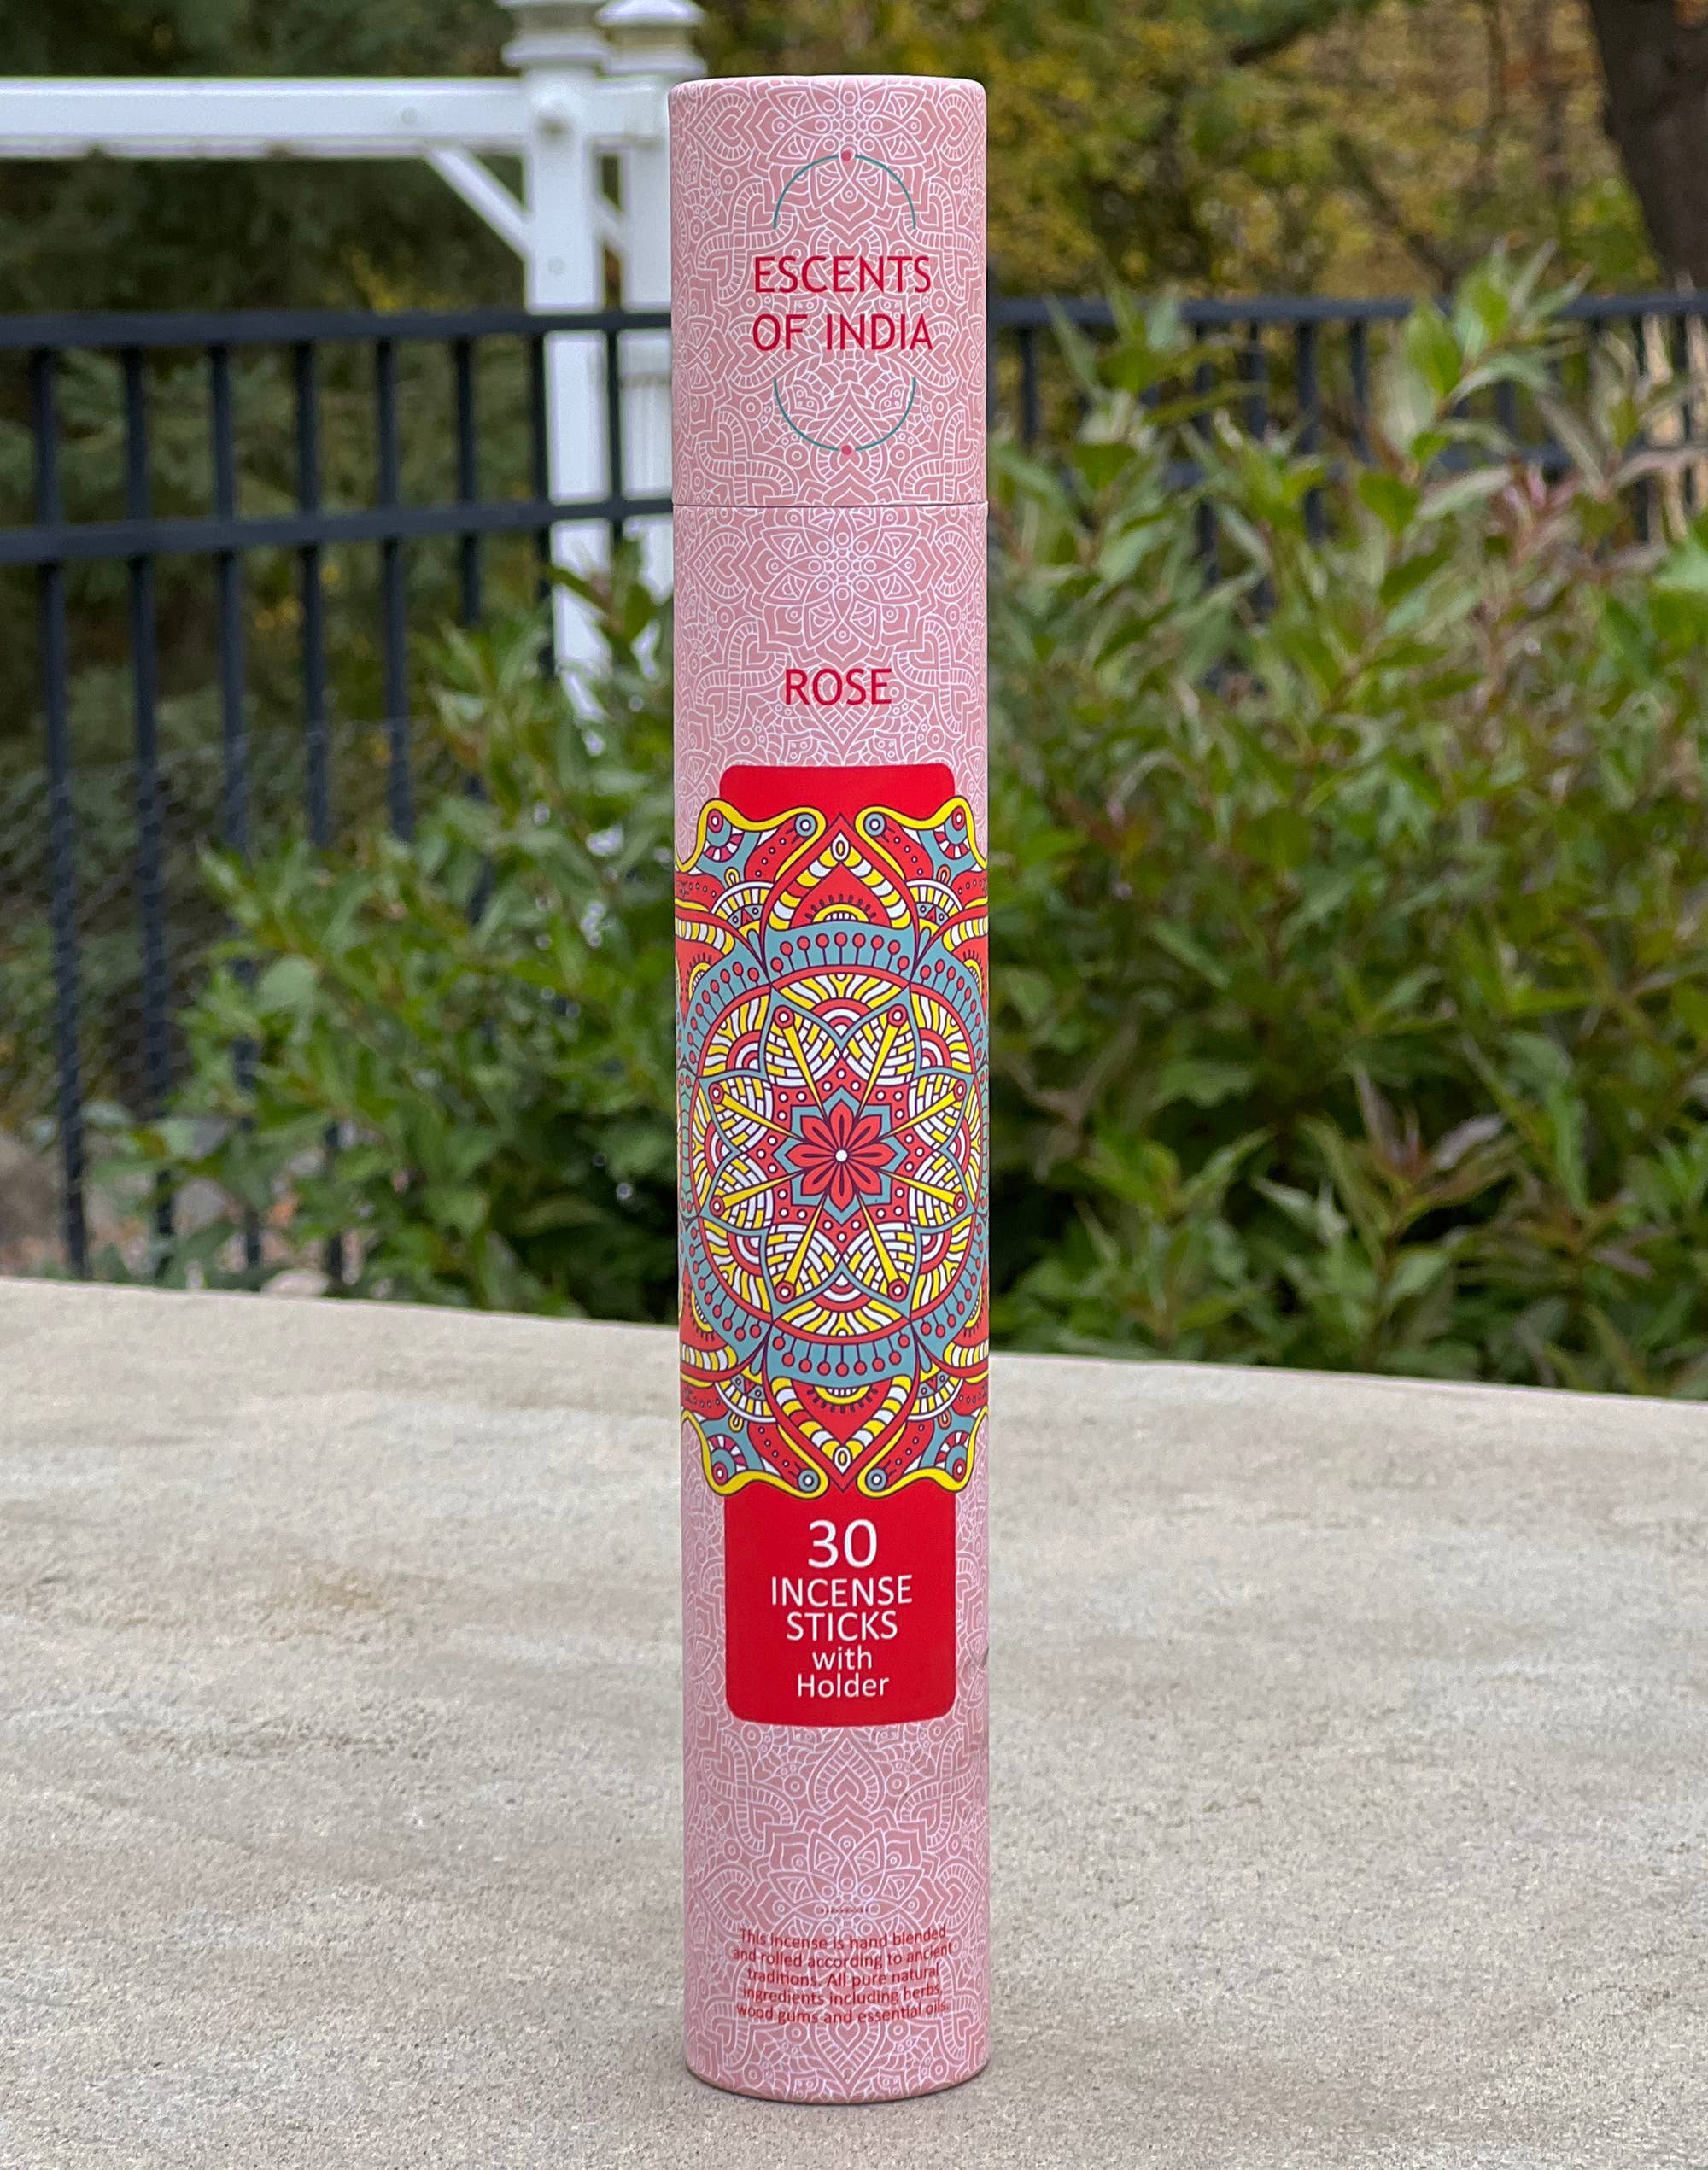 ESCENTS
OF INDIA
ROSE
30
INCENSE
STICKS
with
Holder
This incense is hand blended
and rolled according to ancient
traditions. All pure natural
ingredients including herbs,
wood gums and essential oils.